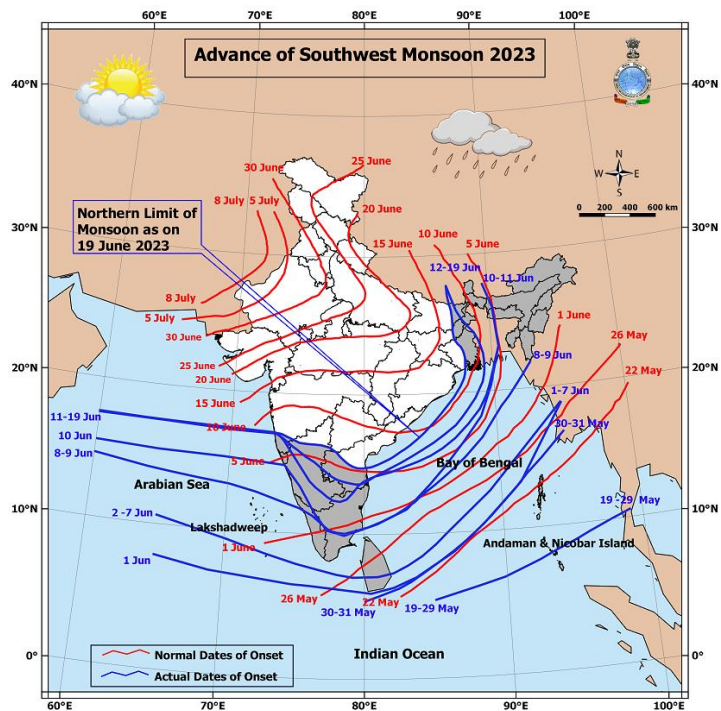 60°E 70°E 80°E 90°E 100°E
Advance of Southwest Monsoon 2023
40°N 40°N
N
W E
S
0 200 400 600 km
30 June 25 June
8 July 5 July
20 June
Northern Limit of
Monsoon as on
19 June 2023
30°N 30°N
15 June 10 June 5 June
12-19 Jun 10-11 Jun
8 July
5 July
30 June
1 June
26 May
8-9 Jun
25 June
20 June
20°N 20°N
22 May
1-7 Jun
15 June
11-19 Jun
10 June
30-31 May
10 Jun
8-9 Jun
5 June
Bay of Bengal
Arabian Sea
19 -29 May
10°N 10°N
2 -7 Jun
Lakshadweep
1 June
Andaman & Nicobar Island
1 Jun
26 May
22 May
19-29 May
30-31 May
Indian Ocean
0° 0°
Normal Dates of Onset
Actual Dates of Onset
60°E 70°E 80°E 90°E 100°E